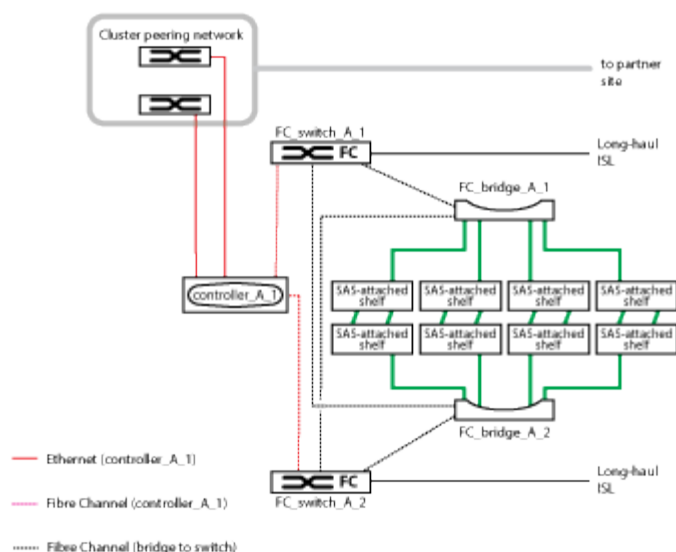 Cluster peering network
to partner
site
FC_switch_A_1
FC
Long-haul
ISL
FC_bridge_A_1
controller_A_1
SAS-attached
shelf
SAS-attached
shelf
SAS-attached
shelf
SAS-attached
shelf
SAS-attached
shelf
SAS-attached
shelf
SAS-attached
shelf
SAS-attached
shelf
FC_bridge_A_2
Ethernet (controller_A_1)
FC
Long-haul
ISL
FC_switch_A_2
Fibre Channel (controller_A_1)
Fibre Channel (bridge to switch)